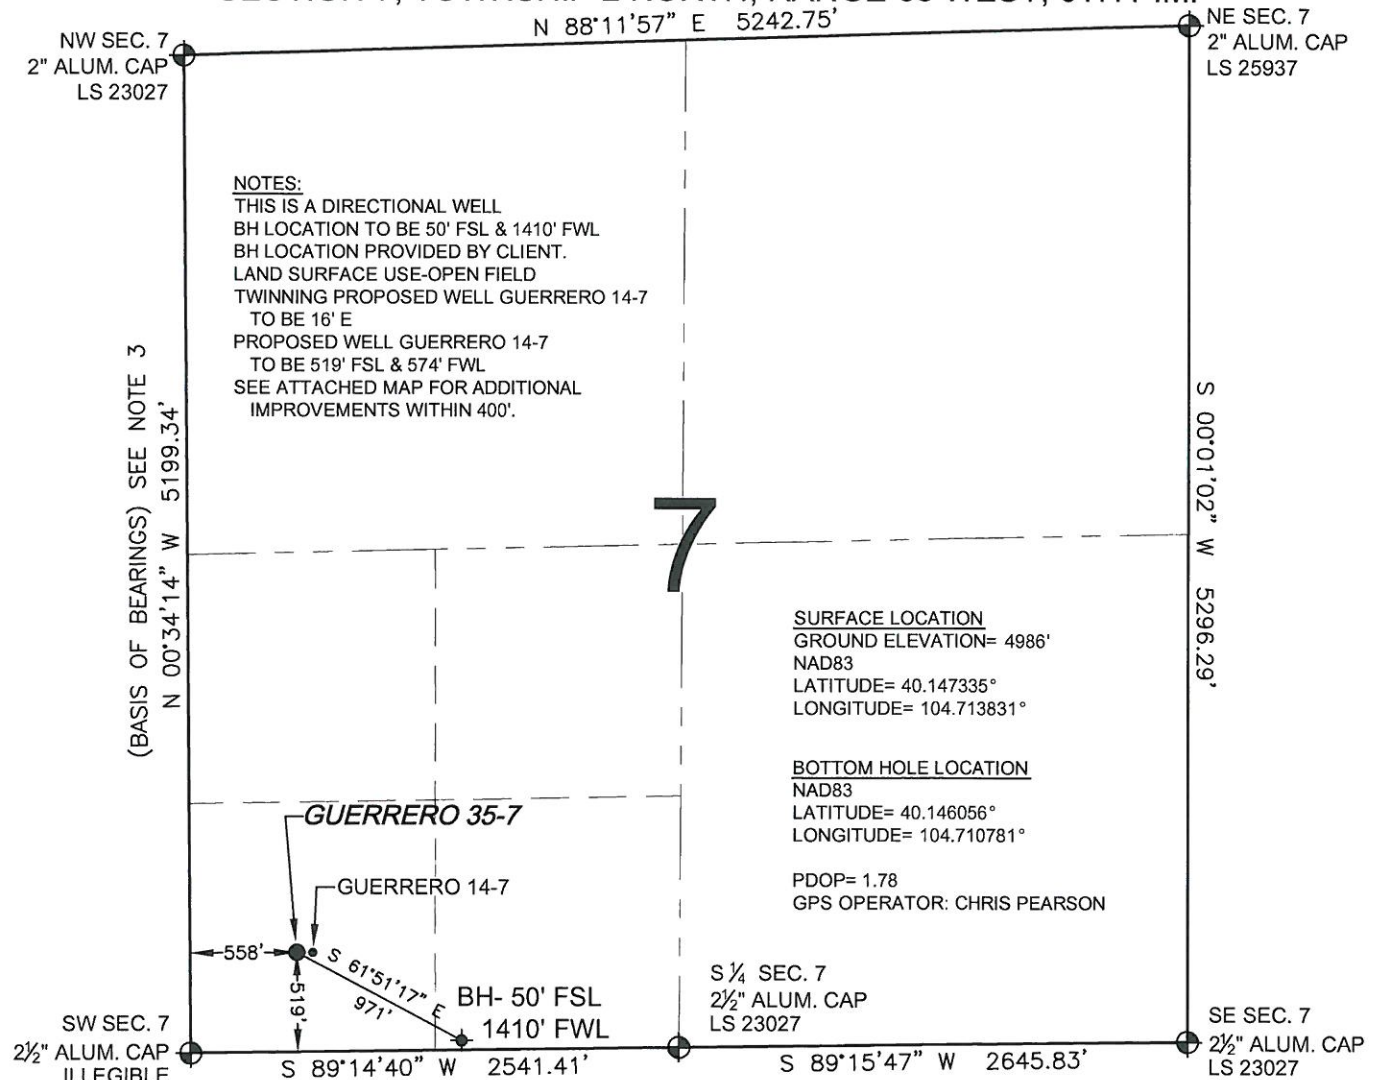 N 88°11'57" E 5242.75'
NW SEC. 7
2" ALUM. CAP
LS 23027
NE SEC. 7
2" ALUM. CAP
LS 25937
NOTES:
THIS IS A DIRECTIONAL WELL
BH LOCATION TO BE 50' FSL & 1410' FWL
BH LOCATION PROVIDED BY CLIENT.
LAND SURFACE USE-OPEN FIELD
TWINNING PROPOSED WELL GUERRERO 14-7
TO BE 16' E
PROPOSED WELL GUERRERO 14-7
TO BE 519' FSL & 574' FWL
SEE ATTACHED MAP FOR ADDITIONAL
IMPROVEMENTS WITHIN 400'.
(BASIS OF BEARINGS) SEE NOTE 3
N 00°34'14" W 5199.34'
S 00°01'02" W 5296.29'
7
SURFACE LOCATION
GROUND ELEVATION= 4986'
NAD83
LATITUDE= 40.147335°
LONGITUDE= 104.713831°
BOTTOM HOLE LOCATION
NAD83
LATITUDE= 40.146056°
LONGITUDE= 104.710781°
PDOP= 1.78
GPS OPERATOR: CHRIS PEARSON
GUERRERO 35-7
GUERRERO 14-7
558'
519'
S 61°51'17" E
971'
BH- 50' FSL
1410' FWL
S ¼ SEC. 7
2½" ALUM. CAP
LS 23027
SW SEC. 7
2½" ALUM. CAP
ILLEGIBLE
SE SEC. 7
2½" ALUM. CAP
LS 23027
S 89°14'40" W 2541.41'
S 89°15'47" W 2645.83'